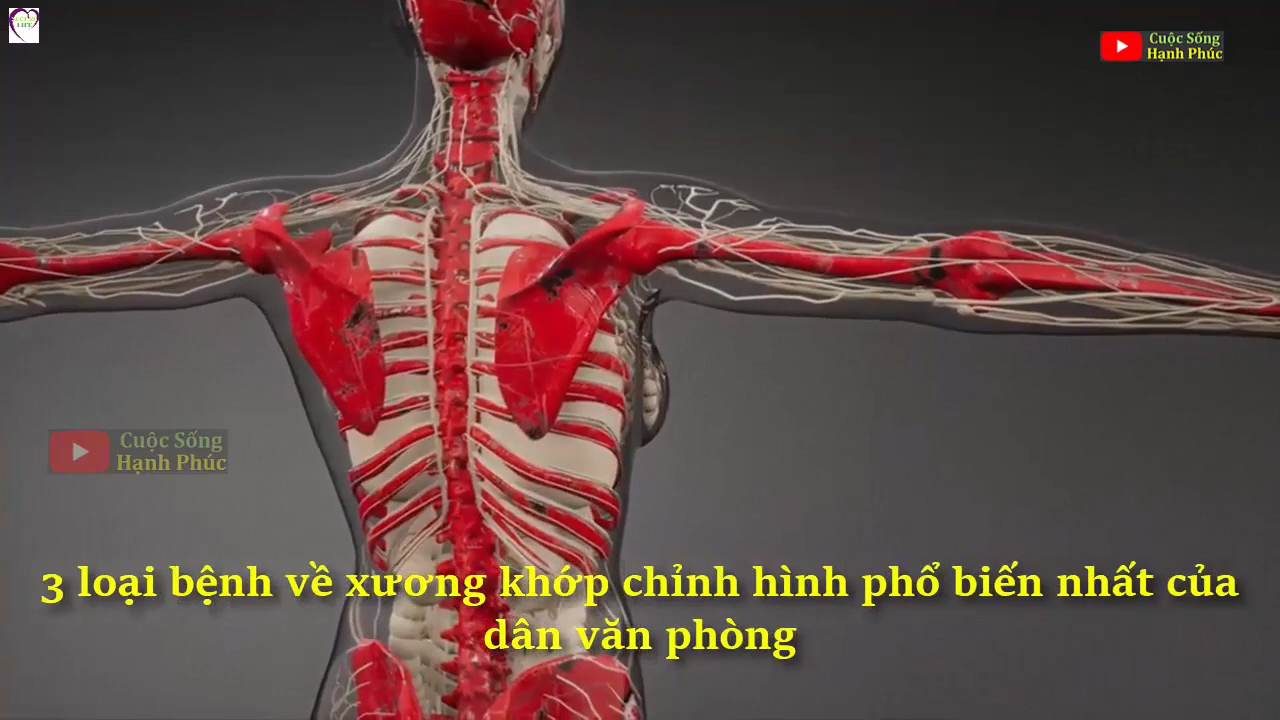 Cuộc Sống
Hạnh Phúc
Cuộc Sống
Hạnh Phúc
3 loại bệnh về xương khớp chỉnh hình phổ biến nhất của
dân văn phòng